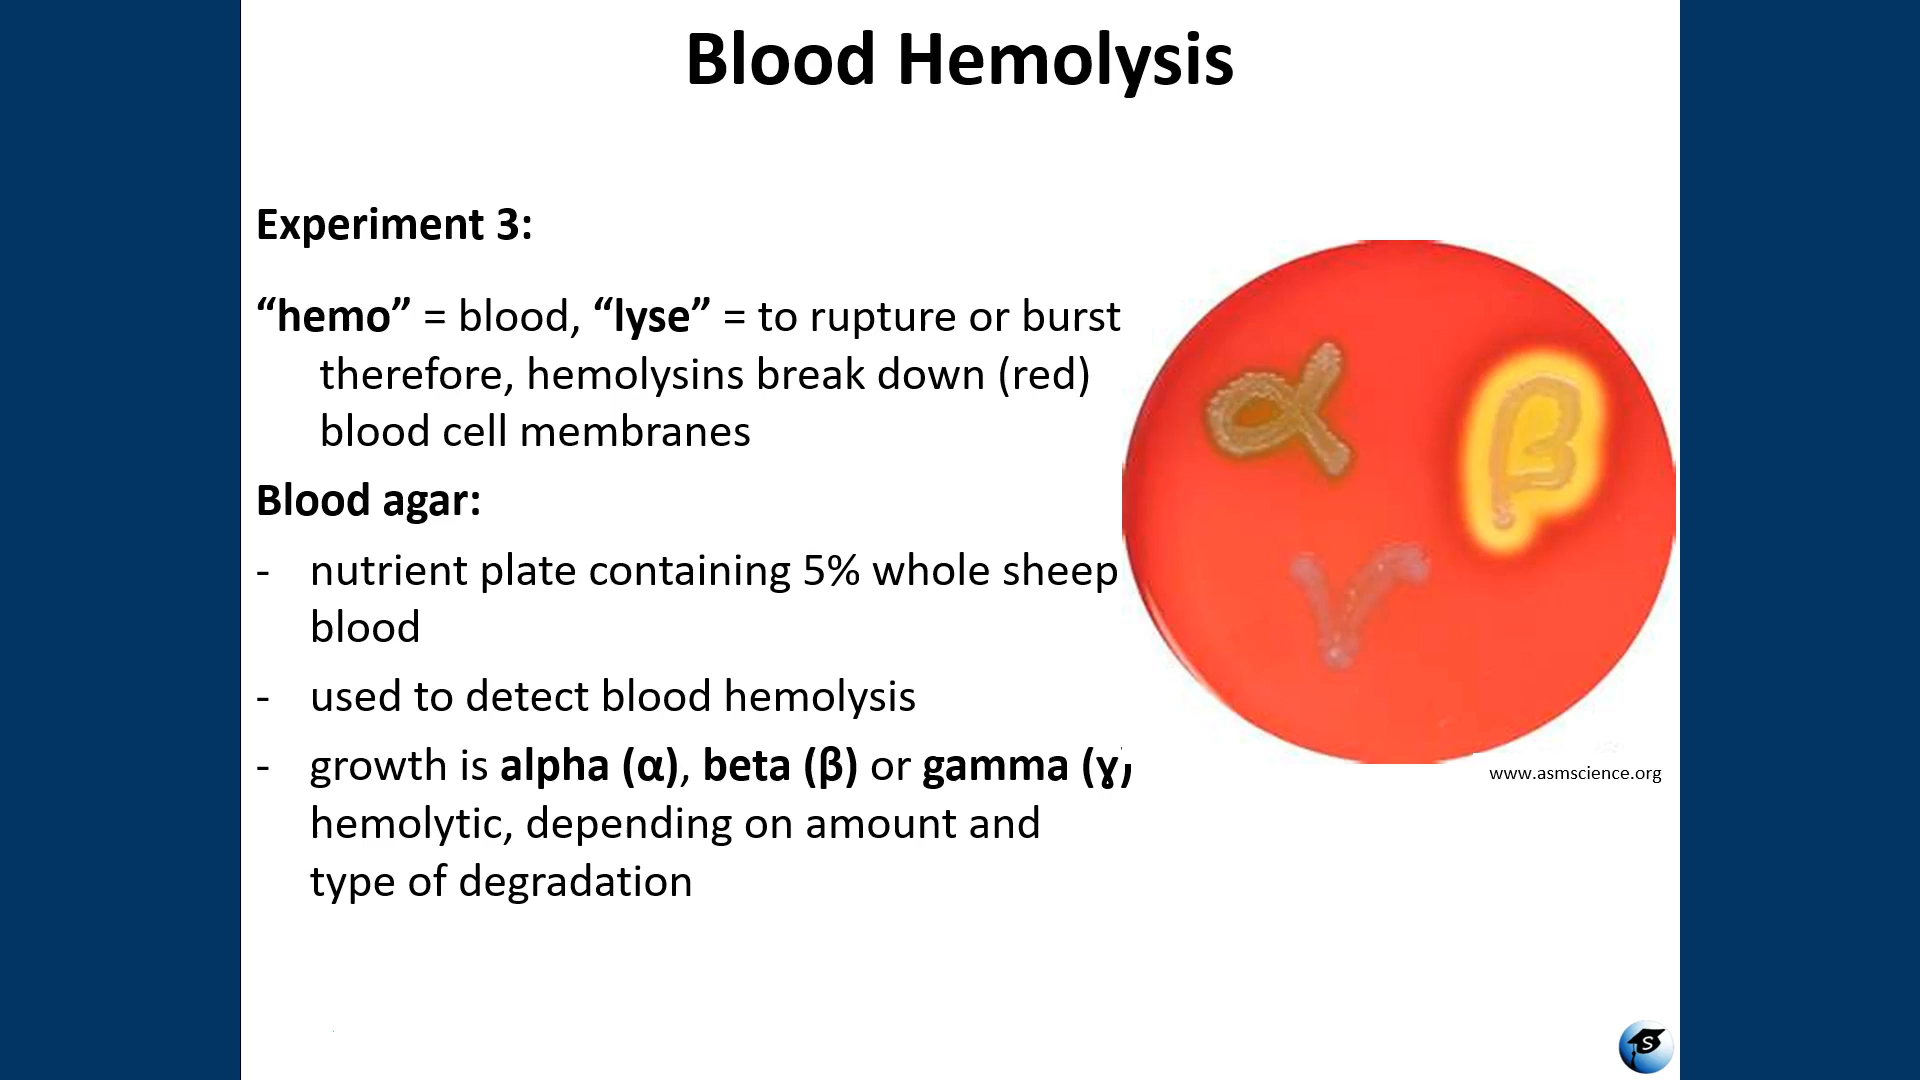 Blood Hemolysis
Experiment 3:
“hemo” = blood, “lyse” = to rupture or burst
therefore, hemolysins break down (red)
blood cell membranes
Blood agar:
- nutrient plate containing 5% whole sheep
blood
- used to detect blood hemolysis
- growth is alpha (α), beta (β) or gamma (ɣ)
hemolytic, depending on amount and
type of degradation
α
β
γ
www.asmscience.org
S